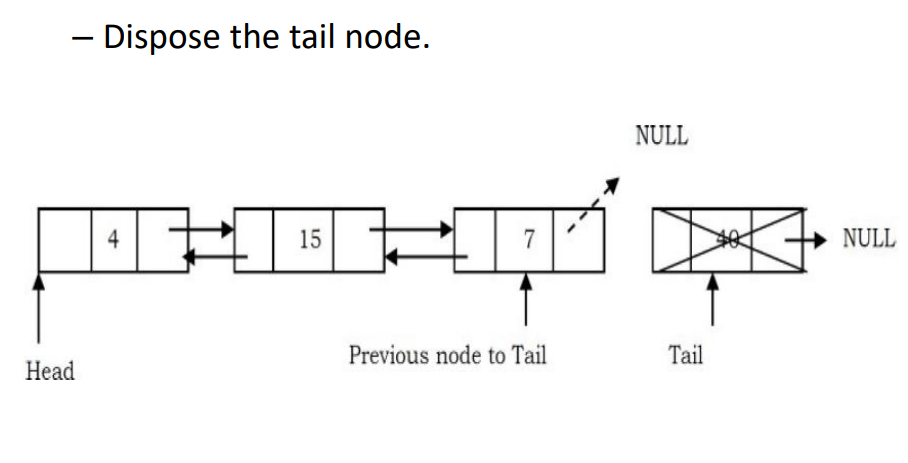 – Dispose the tail node.
NULL
4 15 7 40 NULL
Previous node to Tail Tail
Head